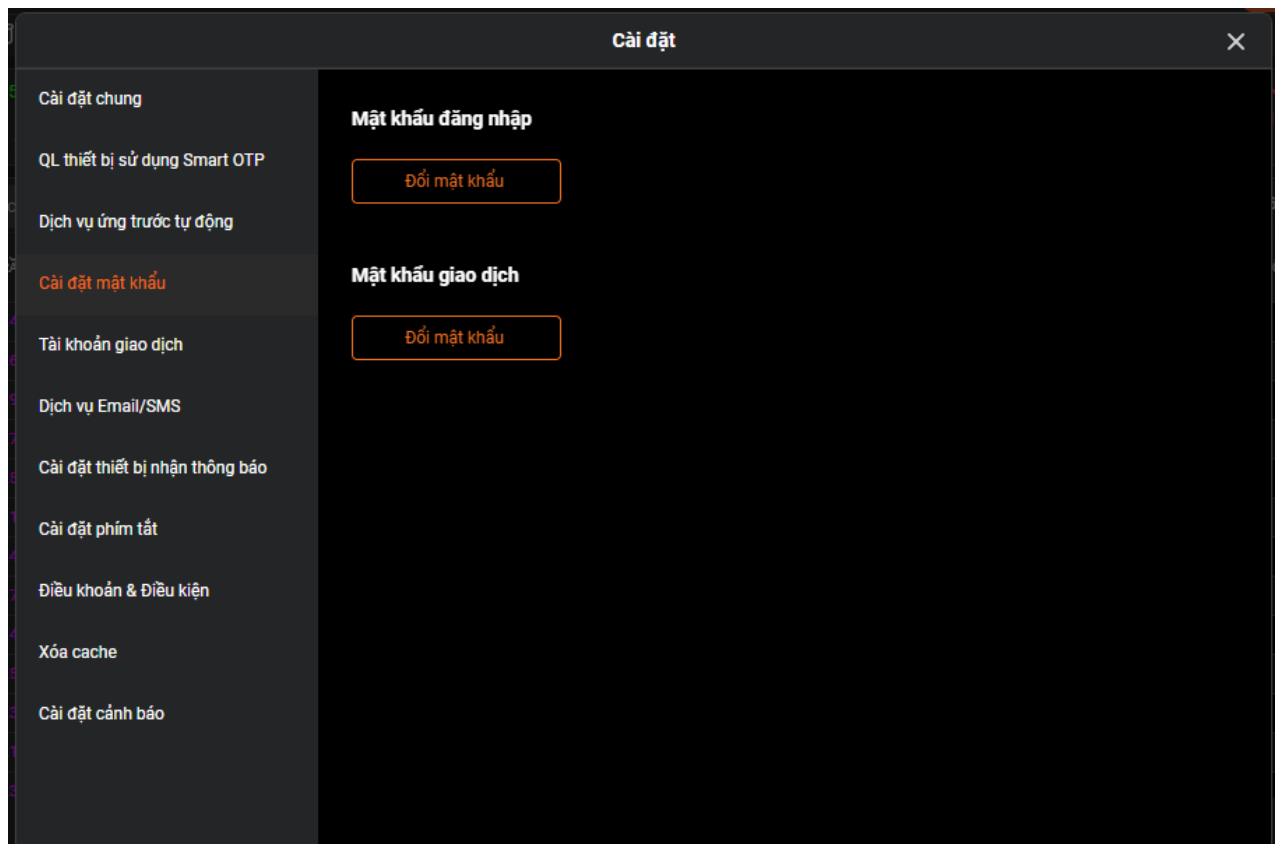 Cài đặt
Cài đặt chung
QL thiết bị sử dụng Smart OTP
Dịch vụ ứng trước tự động
Cài đặt mật khẩu
Tài khoản giao dịch
Dịch vụ Email/SMS
Cài đặt thiết bị nhận thông báo
Cài đặt phím tắt
Điều khoản & Điều kiện
Xóa cache
Cài đặt cảnh báo
Mật khẩu đăng nhập
Đổi mật khẩu
Mật khẩu giao dịch
Đổi mật khẩu